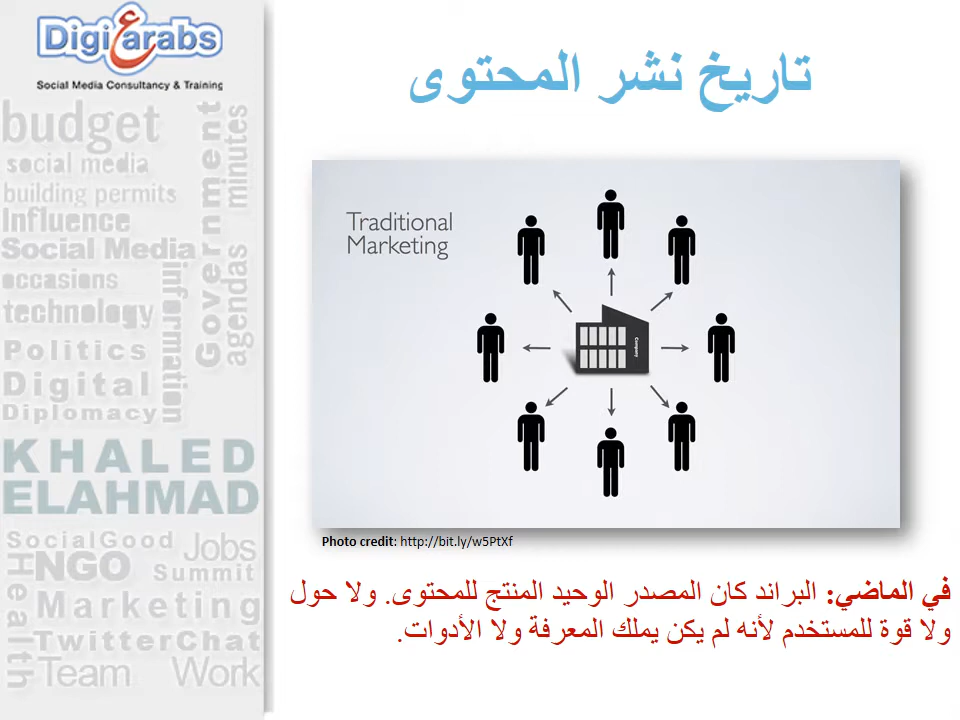 Digi arabs
ع
Social Media Consultancy & Training
budget
social media
building permits
Influence
Social Media
occasions
technology
Politics
Digital
Diplomacy
Government
minutes
agendas
information
KHALED
ELAHMAD
SocialGood
Jobs
NGO
Summit
Health
Marketing
TwitterChat
Team Work
تاريخ نشر المحتوى
Traditional
Marketing
Company
Photo credit: http://bit.ly/w5PtXf
في الماضي: البراند كان المصدر الوحيد المنتج للمحتوى. ولا حول
ولا قوة للمستخدم لأنه لم يكن يملك المعرفة ولا الأدوات.